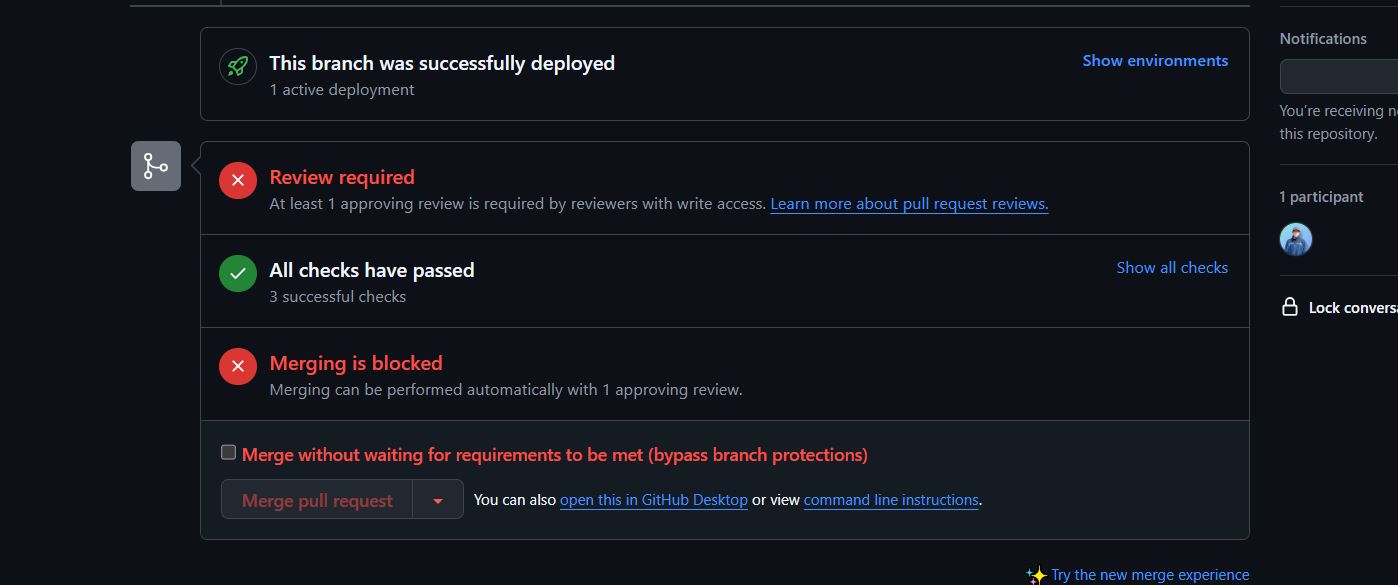 This branch was successfully deployed
Show environments
1 active deployment
Review required
At least 1 approving review is required by reviewers with write access. Learn more about pull request reviews.
All checks have passed
Show all checks
3 successful checks
Merging is blocked
Merging can be performed automatically with 1 approving review.
Merge without waiting for requirements to be met (bypass branch protections)
Merge pull request
You can also open this in GitHub Desktop or view command line instructions.
Try the new merge experience
Notifications
You're receiving
this repository.
1 participant
Lock